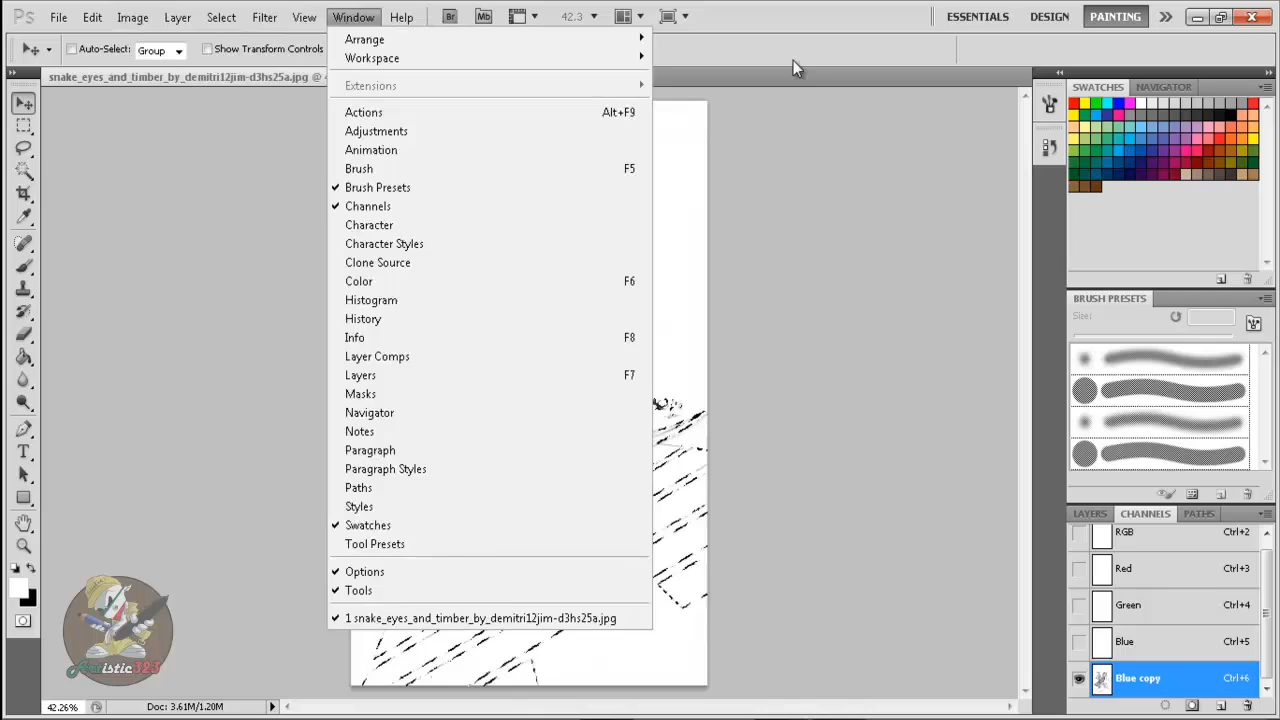 Ps File Edit Image Layer Select Filter View Window Help Br Mb 42.3 ESSENTIALS DESIGN PAINTING
Auto-Select: Group Show Transform Controls
snake_eyes_and_timber_by_demitri12jim-d3hs25a.jpg @ 4
Arrange
Workspace
Extensions
Actions Alt+F9
Adjustments
Animation
Brush F5
Brush Presets
Channels
Character
Character Styles
Clone Source
Color F6
Histogram
History
Info F8
Layer Comps
Layers F7
Masks
Navigator
Notes
Paragraph
Paragraph Styles
Paths
Styles
Swatches
Tool Presets
Options
Tools
1 snake_eyes_and_timber_by_demitri12jim-d3hs25a.jpg
SWATCHES NAVIGATOR
BRUSH PRESETS
Size:
LAYERS CHANNELS PATHS
RGB Ctrl+2
Red Ctrl+3
Green Ctrl+4
Blue Ctrl+5
Blue copy Ctrl+6
Artistic323
42.26% Doc: 3.61M/1.20M